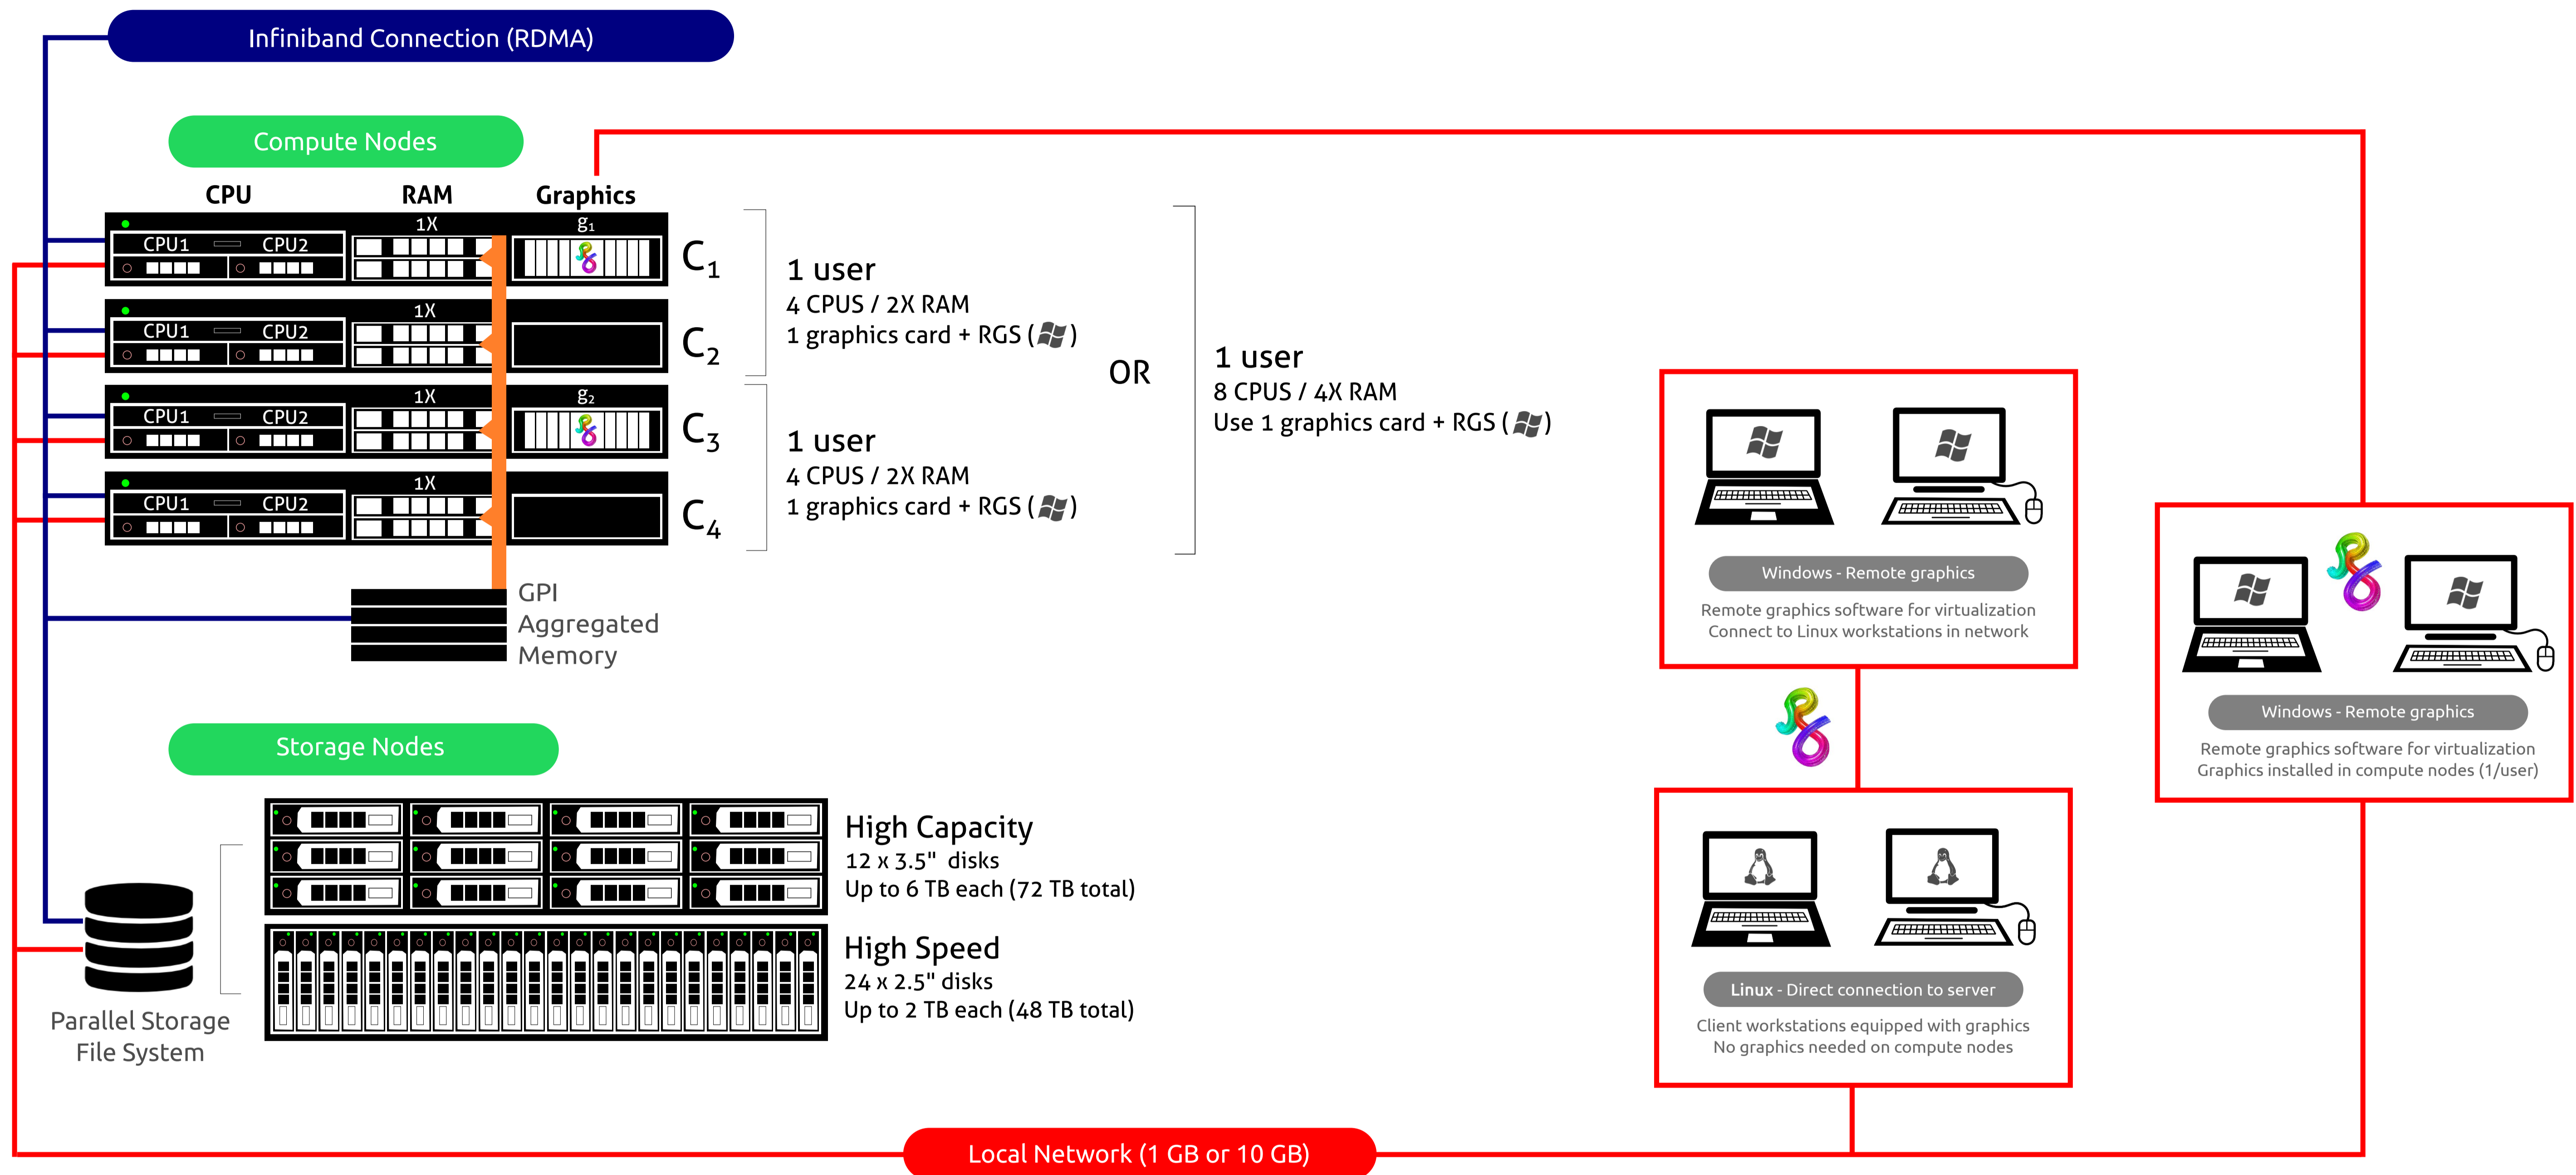 Infiniband Connection (RDMA)
Compute Nodes
CPU RAM Graphics
1X g₁
CPU1 CPU2
C₁
1X
CPU1 CPU2
C₂
1X g₂
CPU1 CPU2
C₃
1X
CPU1 CPU2
C₄
1 user
4 CPUS / 2X RAM
1 graphics card + RGS ( )
1 user
4 CPUS / 2X RAM
1 graphics card + RGS ( )
OR
1 user
8 CPUS / 4X RAM
Use 1 graphics card + RGS ( )
GPI
Aggregated
Memory
Storage Nodes
High Capacity
12 x 3.5" disks
Up to 6 TB each (72 TB total)
High Speed
24 x 2.5" disks
Up to 2 TB each (48 TB total)
Parallel Storage
File System
Windows - Remote graphics
Remote graphics software for virtualization
Connect to Linux workstations in network
Windows - Remote graphics
Remote graphics software for virtualization
Graphics installed in compute nodes (1/user)
Linux - Direct connection to server
Client workstations equipped with graphics
No graphics needed on compute nodes
Local Network (1 GB or 10 GB)